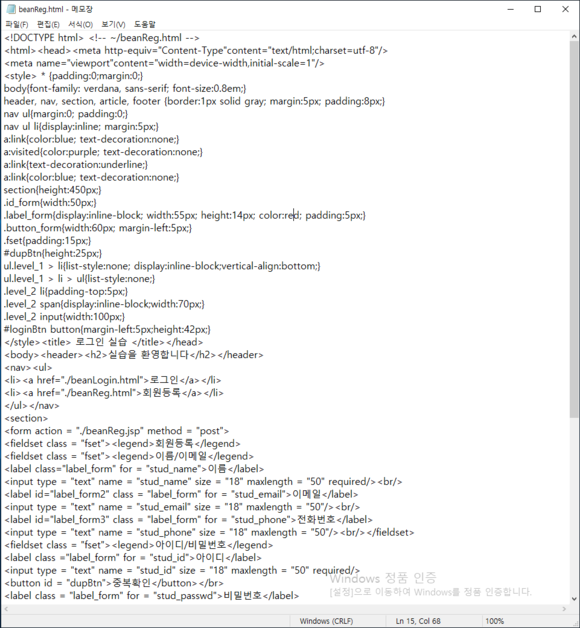 beanReg.html - 메모장
파일(F) 편집(E) 서식(O) 보기(V) 도움말
<!DOCTYPE html> <!-- ~/beanReg.html -->
<html><head><meta http-equiv="Content-Type"content="text/html;charset=utf-8"/>
<meta name="viewport"content="width=device-width,initial-scale=1"/>
<style> * {padding:0;margin:0;}
body{font-family: verdana, sans-serif; font-size:0.8em;}
header, nav, section, article, footer {border:1px solid gray; margin:5px; padding:8px;}
nav ul{margin:0; padding:0;}
nav ul li{display:inline; margin:5px;}
a:link{color:blue; text-decoration:none;}
a:visited{color:purple; text-decoration:none;}
a:link{text-decoration:underline;}
a:link{color:blue; text-decoration:none;}
section{height:450px;}
.id_form{width:50px;}
.label_form{display:inline-block; width:55px; height:14px; color:red; padding:5px;}
.button_form{width:60px; margin-left:5px;}
.fset{padding:15px;}
#dupBtn{height:25px;}
ul.level_1 > li{list-style:none; display:inline-block;vertical-align:bottom;}
ul.level_1 > li > ul{list-style:none;}
.level_2 li{padding-top:5px;}
.level_2 span{display:inline-block;width:70px;}
.level_2 input{width:100px;}
#loginBtn button{margin-left:5px;height:42px;}
</style><title> 로그인 실습 </title></head>
<body><header><h2>실습을 환영합니다</h2></header>
<nav><ul>
<li><a href="./beanLogin.html">로그인</a></li>
<li><a href="./beanReg.html">회원등록</a></li>
</ul></nav>
<section>
<form action = "./beanReg.jsp" method = "post">
<fieldset class = "fset"><legend>회원등록</legend>
<fieldset class = "fset"><legend>이름/이메일</legend>
<label class="label_form" for = "stud_name">이름</label>
<input type = "text" name = "stud_name" size = "18" maxlength = "50" required/><br/>
<label id="label_form2" class = "label_form" for = "stud_email">이메일</label>
<input type = "text" name = "stud_email" size = "18" maxlength = "50"/><br/>
<label id="label_form3" class = "label_form" for = "stud_phone">전화번호</label>
<input type = "text" name = "stud_phone" size = "18" maxlength = "50"/><br/></fieldset>
<fieldset class = "fset"><legend>아이디/비밀번호</legend>
<label class ="label_form" for = "stud_id">아이디</label>
<input type = "text" name = "stud_id" size = "18" maxlength = "50" required/>
<button id = "dupBtn">중복확인</button></br>
<label class = "label_form" for = "stud_passwd">비밀번호</label>
Windows 정품 인증
[설정]으로 이동하여 Windows를 정품 인증합니다.
Windows (CRLF) Ln 15, Col 68 100%